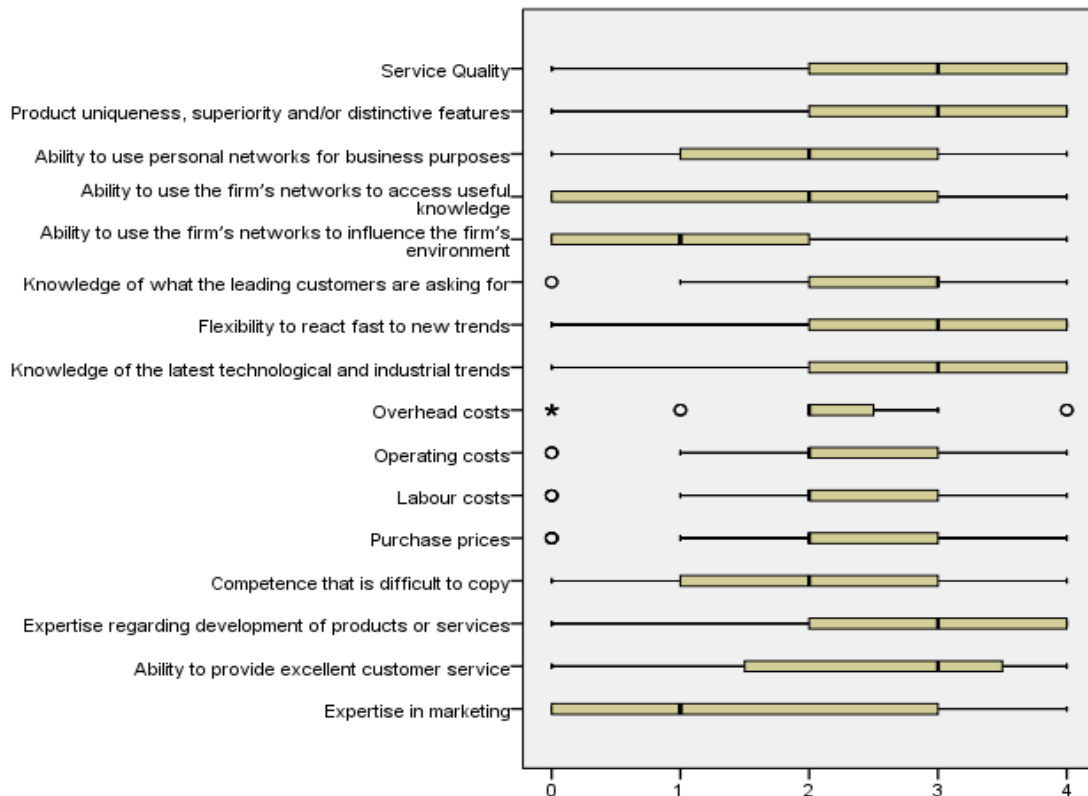 Service Quality
Product uniqueness, superiority and/or distinctive features
Ability to use personal networks for business purposes
Ability to use the firm's networks to access useful
knowledge
Ability to use the firm's networks to influence the firm's
environment
Knowledge of what the leading customers are asking for
Flexibility to react fast to new trends
Knowledge of the latest technological and industrial trends
Overhead costs
Operating costs
Labour costs
Purchase prices
Competence that is difficult to copy
Expertise regarding development of products or services
Ability to provide excellent customer service
Expertise in marketing
0 1 2 3 4